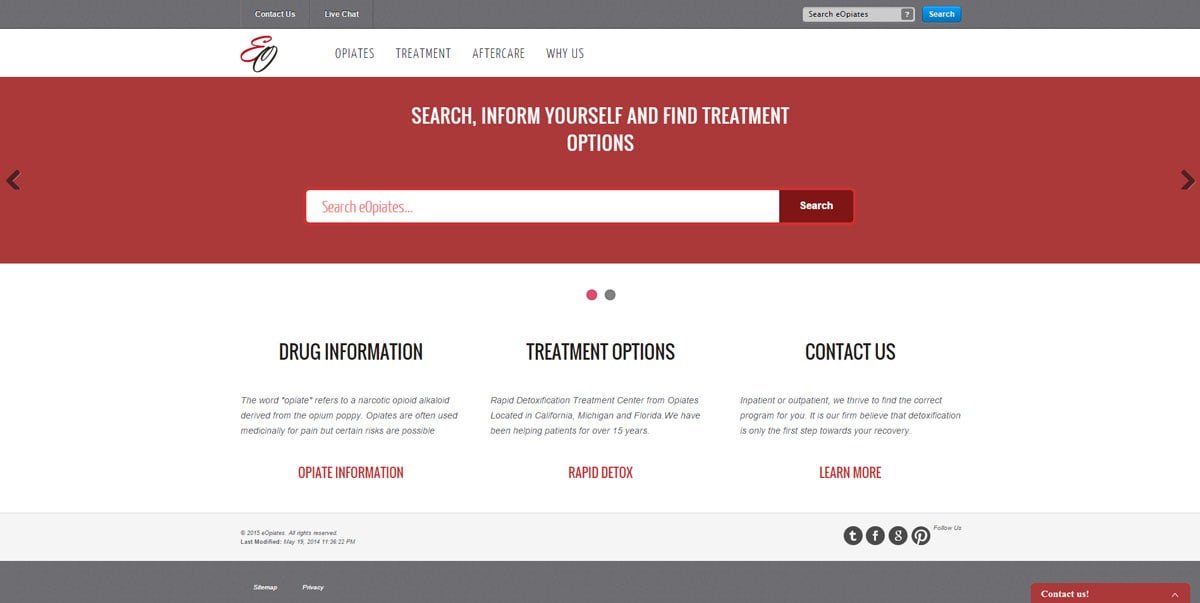 Contact Us
Live Chat
Search eOpiates
?
Search
EO
OPIATES
TREATMENT
AFTERCARE
WHY US
SEARCH, INFORM YOURSELF AND FIND TREATMENT
OPTIONS
Search eOpiates...
Search
DRUG INFORMATION
The word "opiate" refers to a narcotic opioid alkaloid
derived from the opium poppy. Opiates are often used
medicinally for pain but certain risks are possible
OPIATE INFORMATION
TREATMENT OPTIONS
Rapid Detoxification Treatment Center from Opiates
Located in California, Michigan and Florida.We have
been helping patients for over 15 years.
RAPID DETOX
CONTACT US
Inpatient or outpatient, we thrive to find the correct
program for you. It is our firm believe that detoxification
is only the first step towards your recovery.
LEARN MORE
© 2015 eOpiates. All rights reserved.
Last Modified: May 19, 2014 11:26:22 PM
Follow Us
Sitemap
Privacy
Contact us!